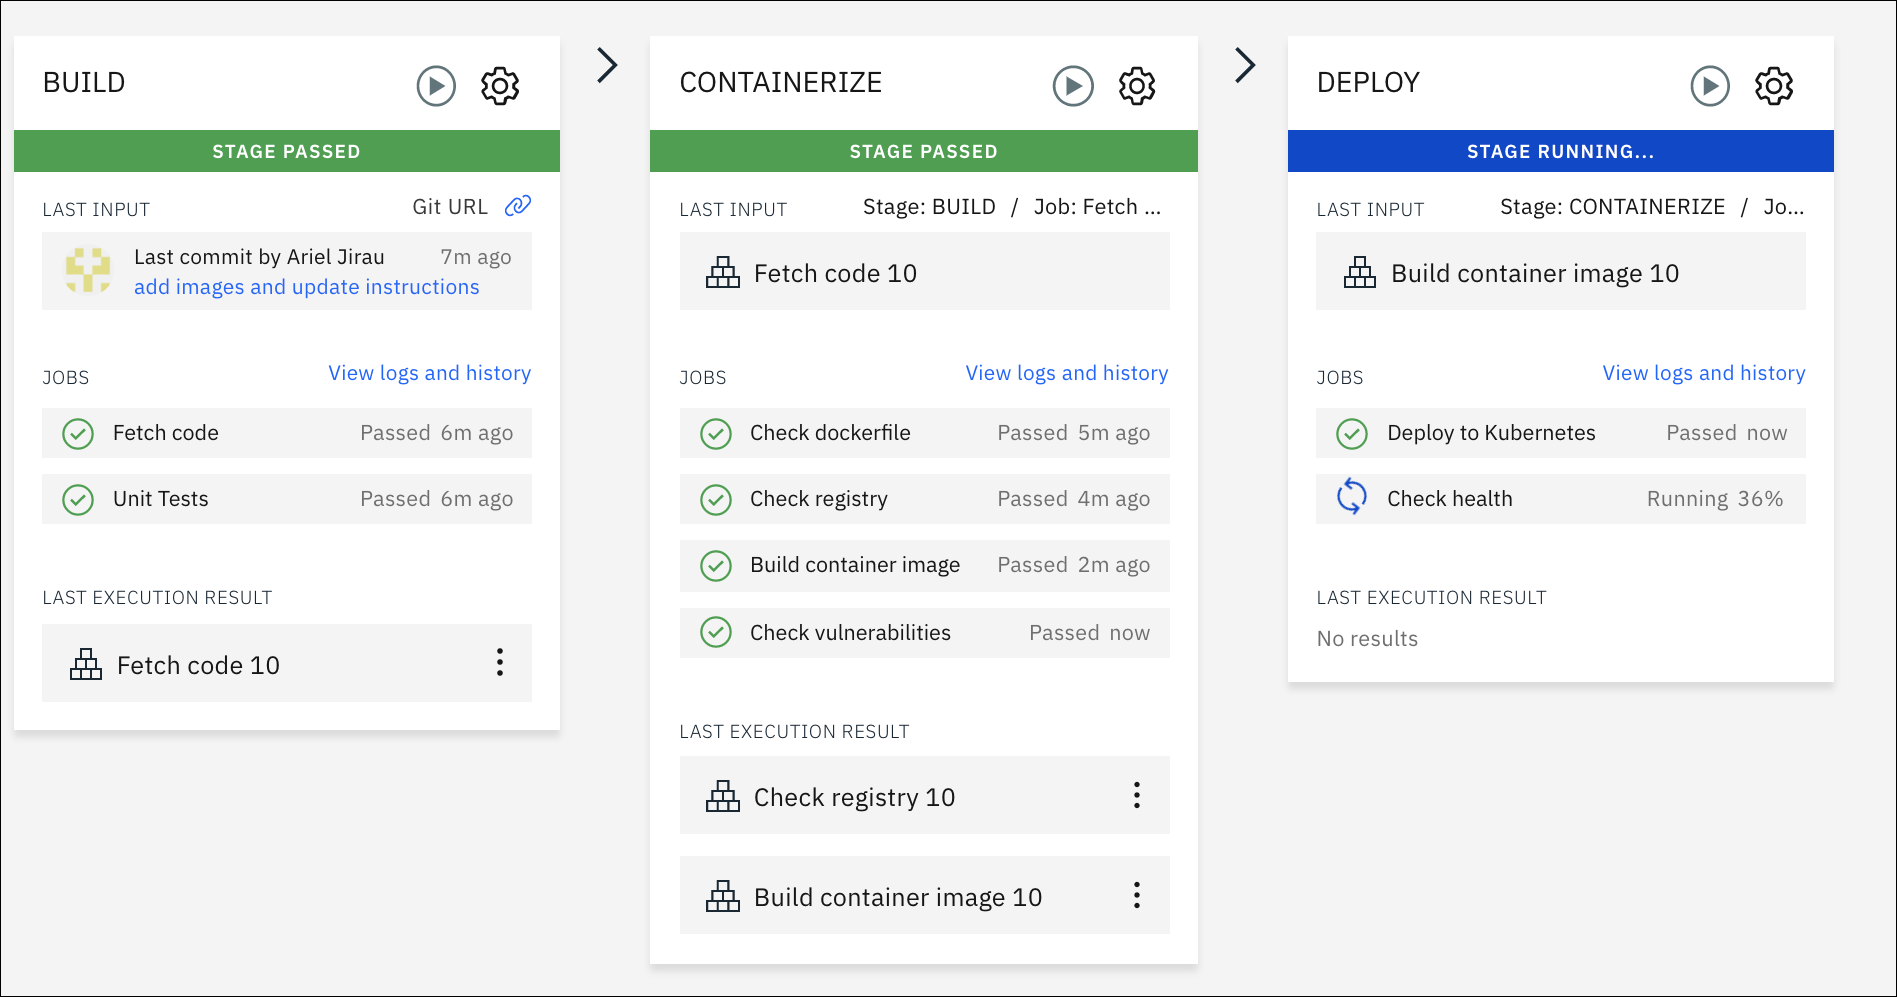 BUILD
STAGE PASSED
LAST INPUT Git URL
Last commit by Ariel Jirau 7m ago
add images and update instructions
JOBS View logs and history
Fetch code Passed 6m ago
Unit Tests Passed 6m ago
LAST EXECUTION RESULT
Fetch code 10
CONTAINERIZE
STAGE PASSED
LAST INPUT Stage: BUILD / Job: Fetch ...
Fetch code 10
JOBS View logs and history
Check dockerfile Passed 5m ago
Check registry Passed 4m ago
Build container image Passed 2m ago
Check vulnerabilities Passed now
LAST EXECUTION RESULT
Check registry 10
Build container image 10
DEPLOY
STAGE RUNNING...
LAST INPUT Stage: CONTAINERIZE / Jo...
Build container image 10
JOBS View logs and history
Deploy to Kubernetes Passed now
Check health Running 36%
LAST EXECUTION RESULT
No results